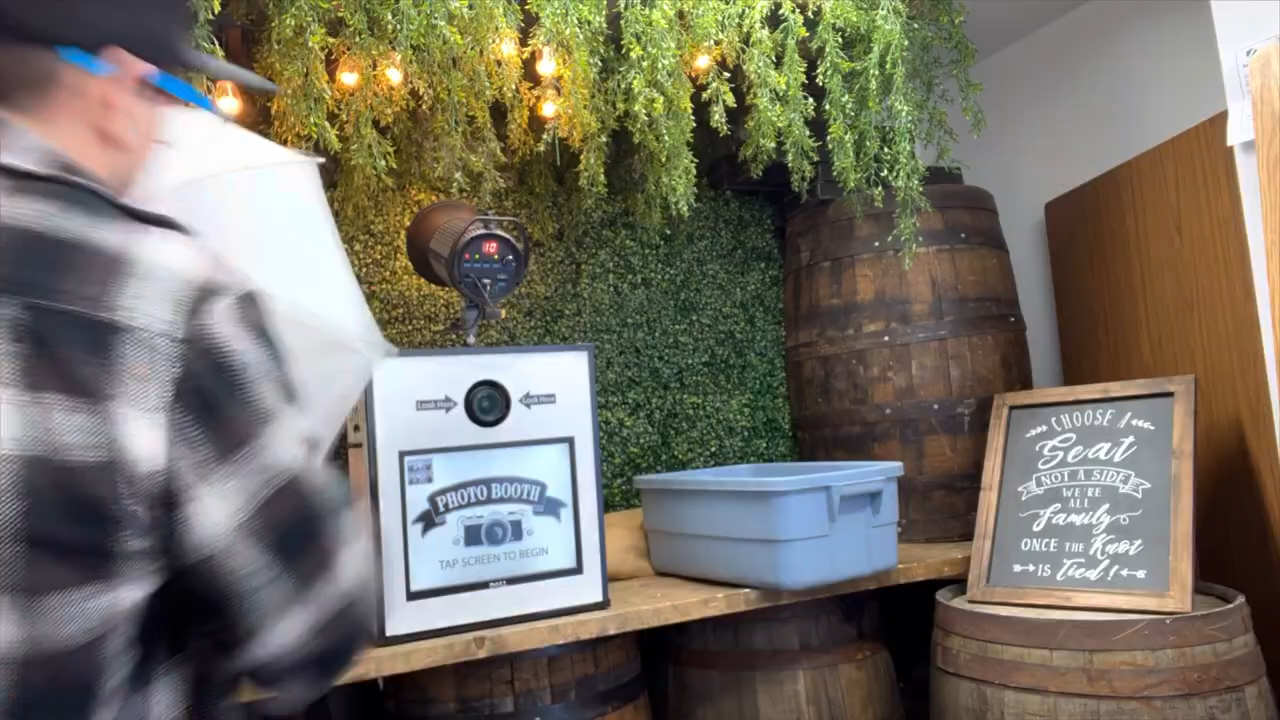 10
Look Here
Look Here
PHOTO BOOTH
TAP SCREEN TO BEGIN
CHOOSE A
Seat
NOT A SIDE
WE'RE
ALL
Family
ONCE THE Knot
IS Tied!